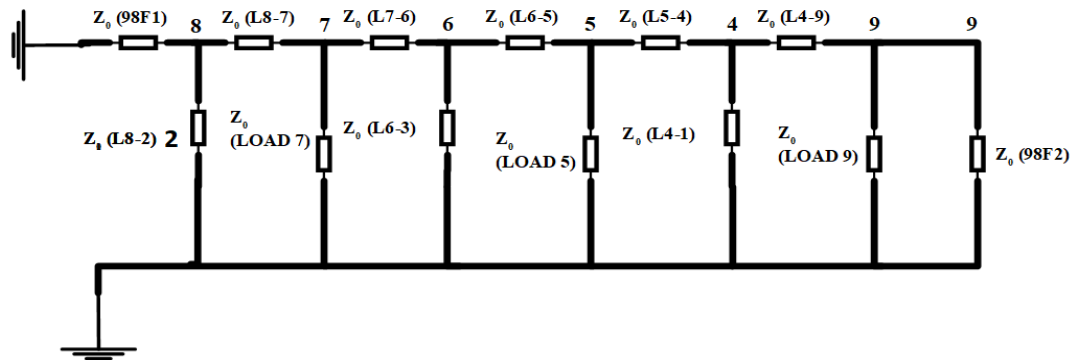 Z₀ (98F1) 8 Z₀ (L8-7) 7 Z₀ (L7-6) 6 Z₀ (L6-5) 5 Z₀ (L5-4) 4 Z₀ (L4-9) 9 9
Z₀ (L8-2) 2
Z₀
(LOAD 7)
Z₀ (L6-3)
Z₀
(LOAD 5)
Z₀ (L4-1)
Z₀
(LOAD 9)
Z₀ (98F2)